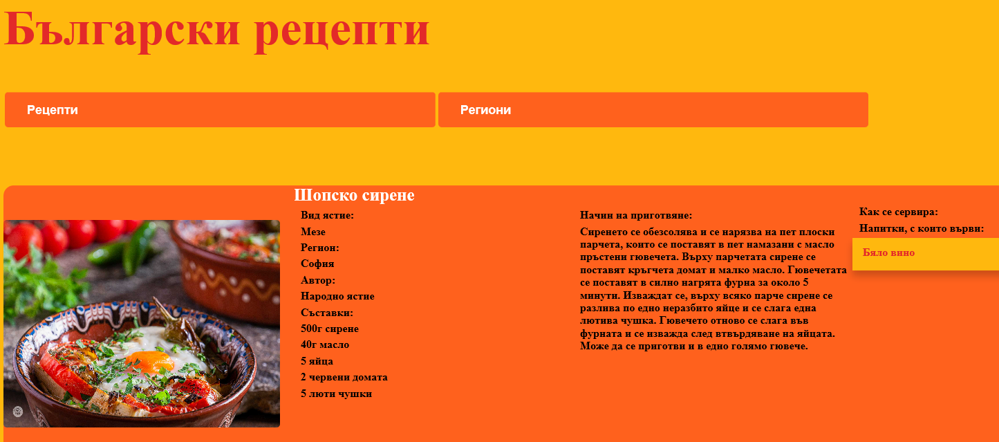 Български рецепти
Рецепти
Региони
Шопско сирене
Вид ястие:
Мезе
Регион:
София
Автор:
Народно ястие
Съставки:
500г сирене
40г масло
5 яйца
2 червени домата
5 люти чушки
Начин на приготвяне:
Сиренето се обезсолява и се нарязва на пет плоски
парчета, които се поставят в пет намазани с масло
пръстени гювечета. Върху парчетата сирене се
поставят кръгчета домат и малко масло. Гювечетата
се поставят в силно нагрята фурна за около 5
минути. Изваждат се, върху всяко парче сирене се
разлива по едно неразбито яйце и се слага една
лютива чушка. Гювечето отново се слага във
фурната и се изважда след втвърдяване на яйцата.
Може да се приготви и в едно голямо гювече.
Как се сервира:
Напитки, с които върви:
Бяло вино